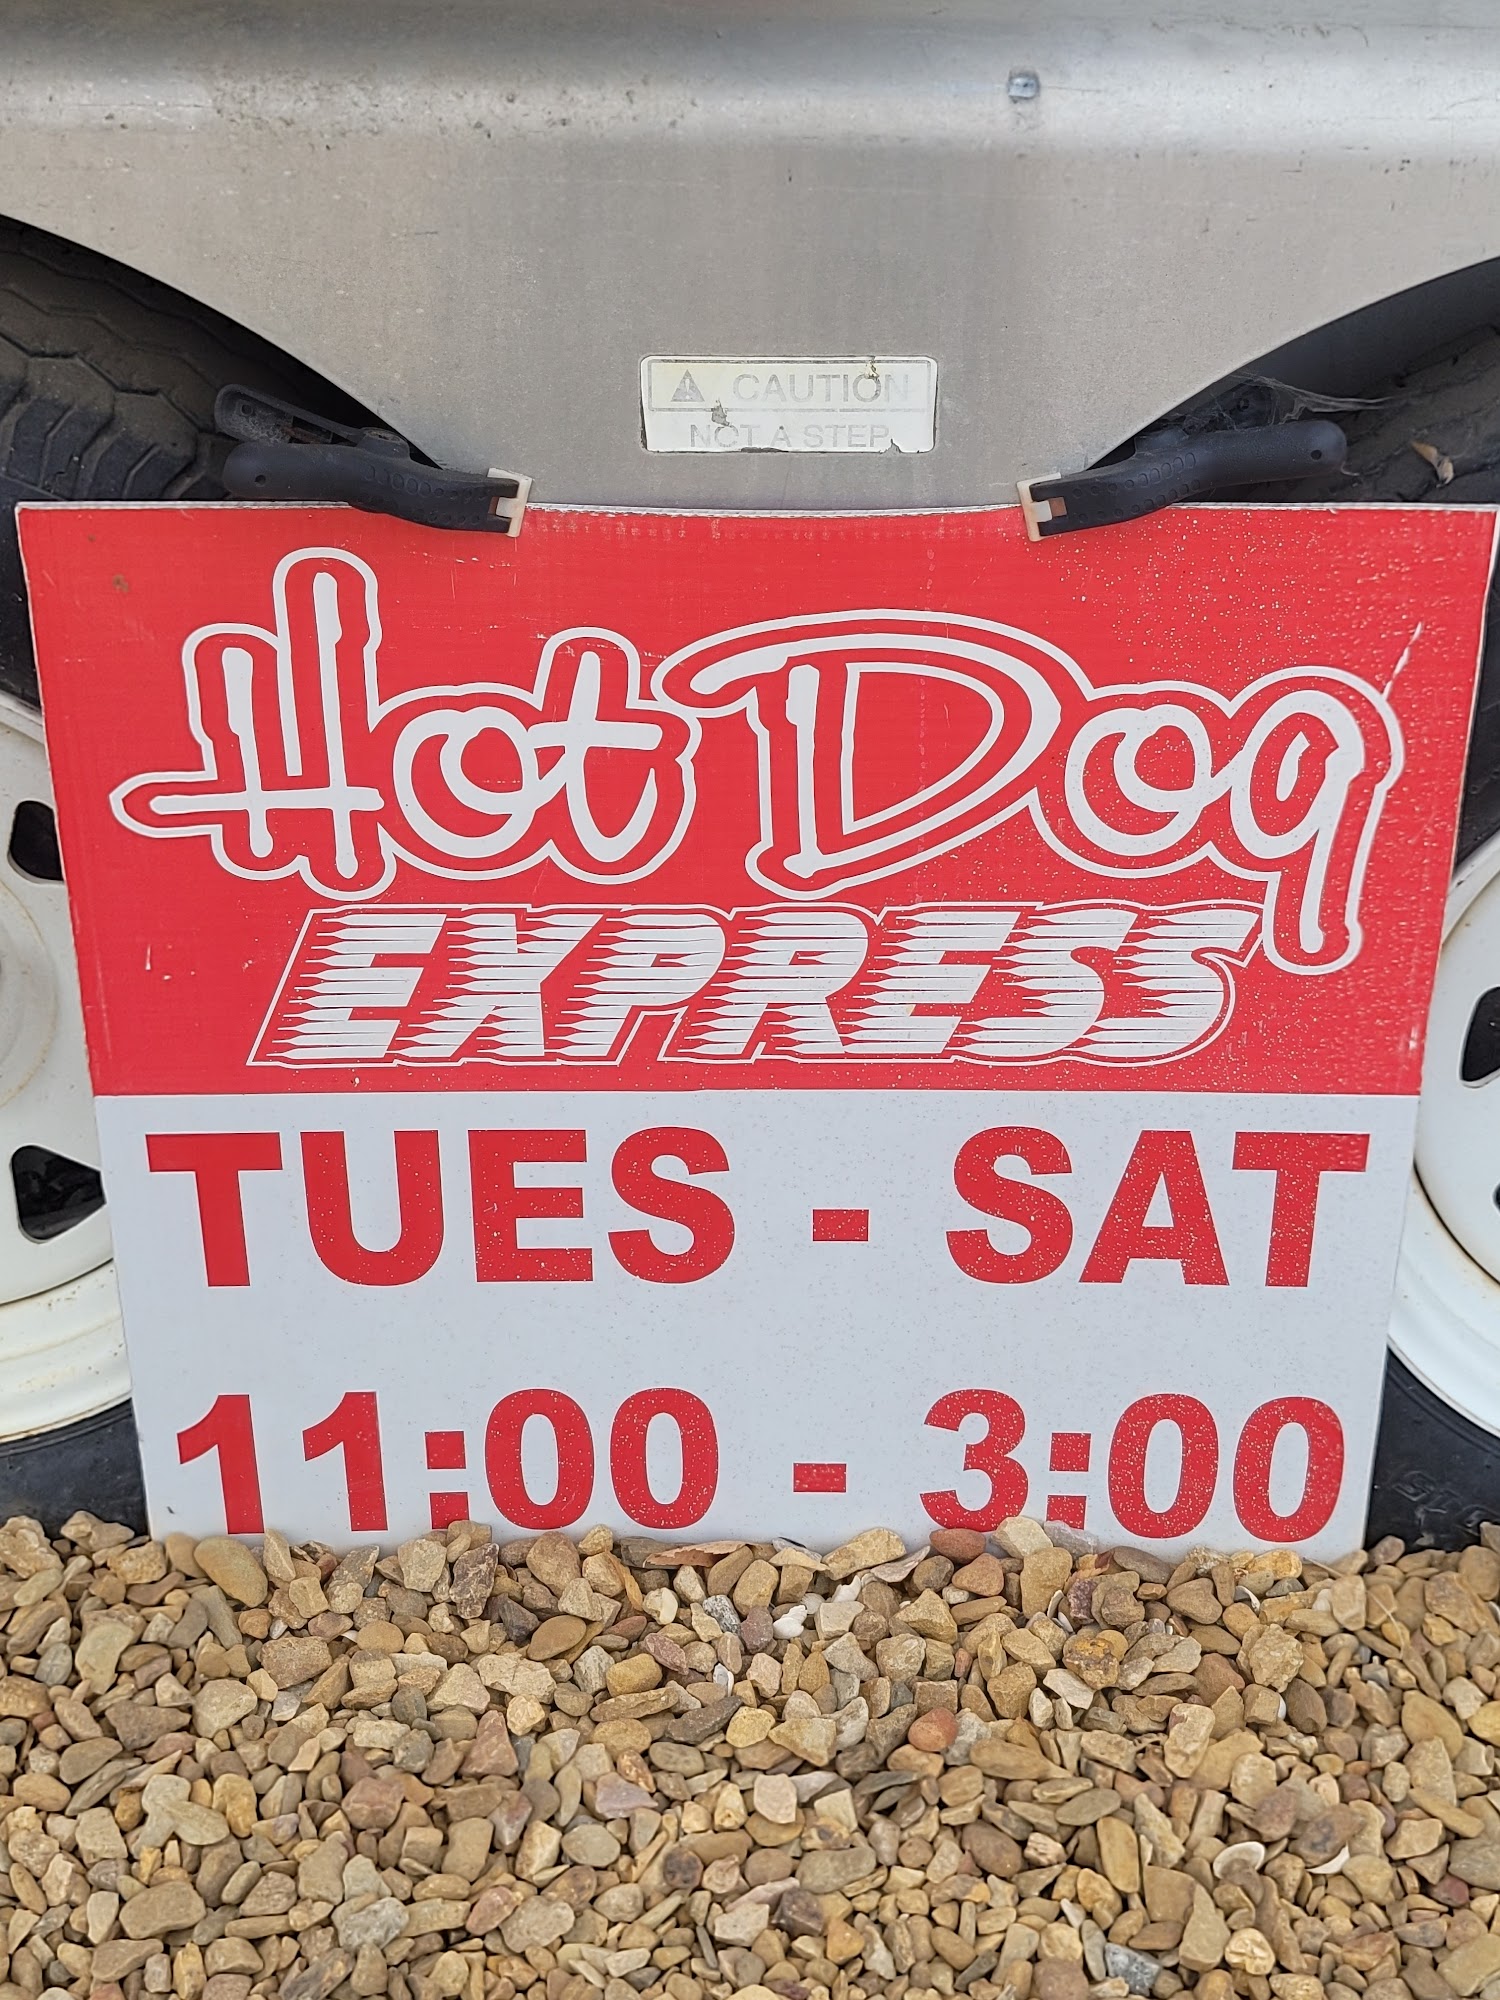 CAUTION
NOT A STEP
Hot Dog
EXPRESS
TUES - SAT
11:00 - 3:00